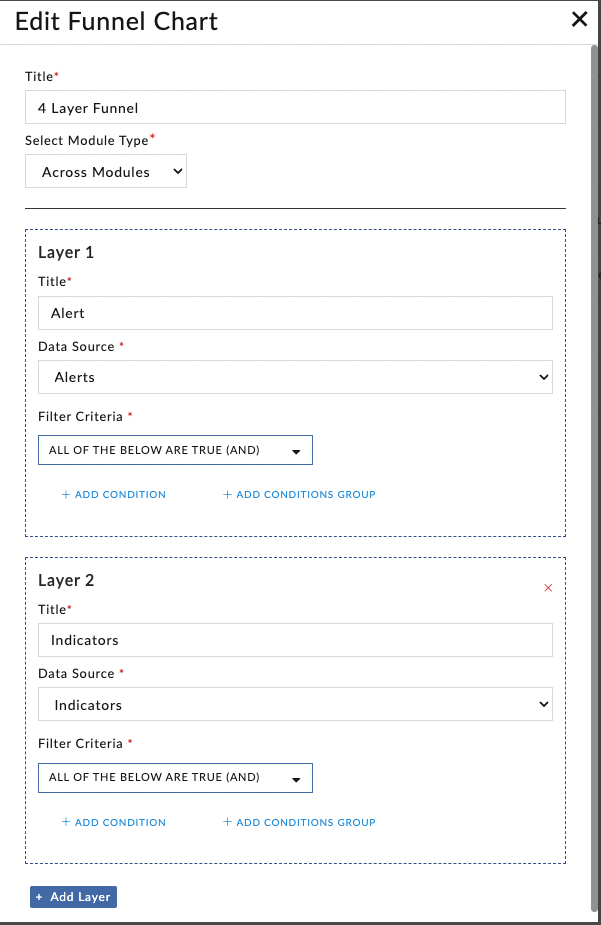 Edit Funnel Chart
Title*
4 Layer Funnel
Select Module Type*
Across Modules
Layer 1
Title*
Alert
Data Source *
Alerts
Filter Criteria *
ALL OF THE BELOW ARE TRUE (AND)
+ ADD CONDITION + ADD CONDITIONS GROUP
Layer 2
Title*
Indicators
Data Source *
Indicators
Filter Criteria *
ALL OF THE BELOW ARE TRUE (AND)
+ ADD CONDITION + ADD CONDITIONS GROUP
+ Add Layer